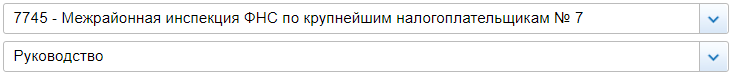 7745 - Межрайонная инспекция ФНС по крупнейшим налогоплательщикам № 7
Руководство